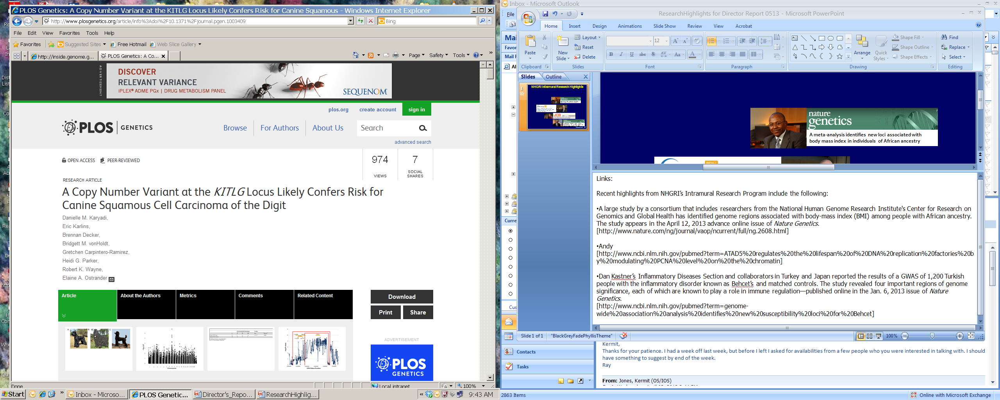 PLOS Genetics: A Copy Number Variant at the KITLG Locus Likely Confers Risk for Canine Squamous - Windows Internet Explorer
http://www.plosgenetics.org/article/info%3Adoi%2F10.1371%2Fjournal.pgen.1003409
Bing
File Edit View Favorites Tools Help
Favorites Suggested Sites Free Hotmail Web Slice Gallery
http://inside.genome.g... PLOS Genetics: A Co... Page Safety Tools
ADVERTISEMENT
DISCOVER
RELEVANT VARIANCE
iPLEX® ADME PGx | DRUG METABOLISM PANEL
SEQUENOM®
plos.org create account sign in
PLOS GENETICS
Browse For Authors About Us Search
advanced search
OPEN ACCESS PEER-REVIEWED
974 7
VIEWS SOCIAL SHARES
RESEARCH ARTICLE
A Copy Number Variant at the KITLG Locus Likely Confers Risk for
Canine Squamous Cell Carcinoma of the Digit
Danielle M. Karyadi,
Eric Karlins,
Brennan Decker,
Bridgett M. vonHoldt,
Gretchen Carpintero-Ramirez,
Heidi G. Parker,
Robert K. Wayne,
Elaine A. Ostrander
Article About the Authors Metrics Comments Related Content
Download
Print Share
ADVERTISEMENT
PLOS
GENETICS
Done Local intranet 100%
Start Inbox - Microso... PLOS Genetic... Director's_Repo... ResearchHighlig... 9:43 AM
Inbox - Microsoft Outlook
File
ResearchHighlights for Director Report 0513 - Microsoft PowerPoint
Home Insert Design Animations Slide Show Review View Acrobat
Paste
Clipboard
New
Slide
Layout
Reset
Delete
Slides
12
B I U abc S AV Aa A
Font
Paragraph
Arrange
Quick
Styles
Shape Fill
Shape Outline
Shape Effects
Drawing
Find
Replace
Select
Editing
Slides Outline
1
NHGRI Intramural Research Highlights
JCB
nature
genetics
A meta-analysis identifies new loci associated with
body mass index in individuals of African ancestry
IMPACT
Links:
Recent highlights from NHGRI's Intramural Research Program include the following:
•A large study by a consortium that includes researchers from the National Human Genome Research Institute's Center for Research on
Genomics and Global Health has identified genome regions associated with body-mass index (BMI) among people with African ancestry.
The study appears in the April 12, 2013 advance online issue of Nature Genetics.
[http://www.nature.com/ng/journal/vaop/ncurrent/full/ng.2608.html]
•Andy
[http://www.ncbi.nlm.nih.gov/pubmed?term=ATAD5%20regulates%20the%20lifespan%20of%20DNA%20replication%20factories%20b
y%20modulating%20PCNA%20level%20on%20the%20chromatin]
•Dan Kastner's Inflammatory Diseases Section and collaborators in Turkey and Japan reported the results of a GWAS of 1,200 Turkish
people with the inflammatory disorder known as Behcet's and matched controls. The study revealed four important regions of genome
significance, each of which are known to play a role in immune regulation—published online in the Jan. 6, 2013 issue of Nature
Genetics.
[http://www.ncbi.nlm.nih.gov/pubmed?term=genome-
wide%20association%20analysis%20identifies%20new%20susceptibility%20loci%20for%20Behcet]
Slide 1 of 1 "BlackGreyFadePhyllisTheme" 100%
Contacts
Tasks
Kermit,
Thanks for your patience. I had a week off last week, but before I left I asked for availabilities from a few people who you were interested in talking with. I should
have something to suggest by end of the week.
Ray
From: Jones, Kermit (OS/IOS)
2863 Items
Online with Microsoft Exchange